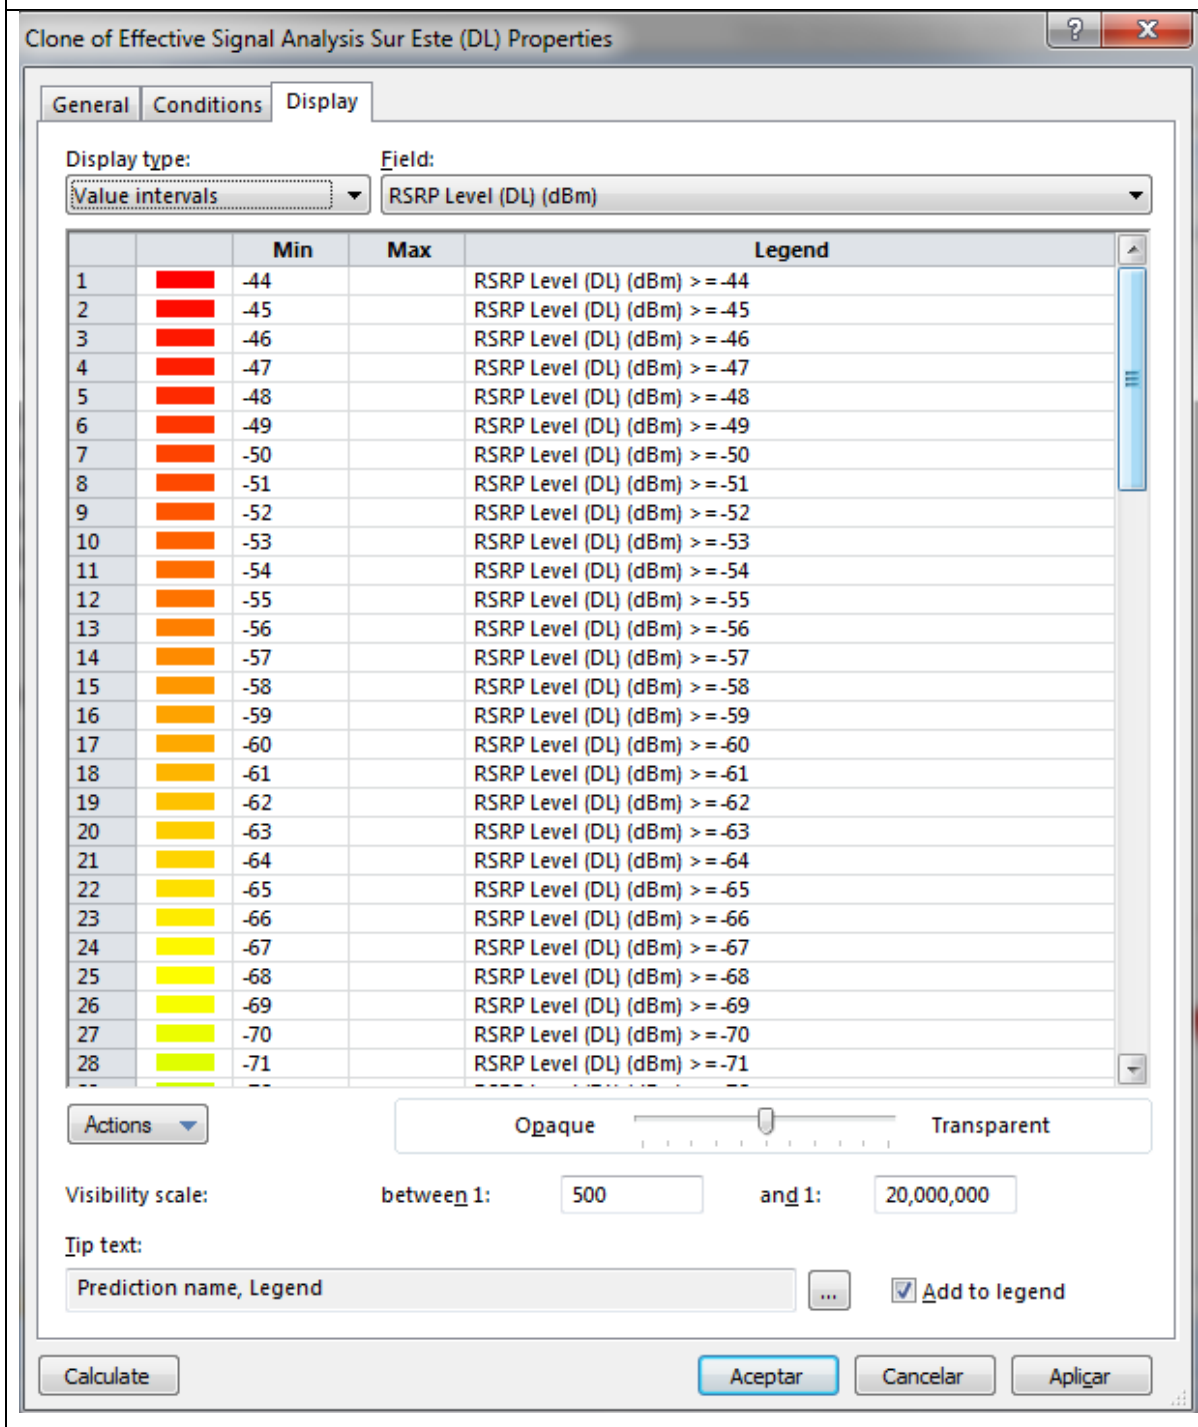 Clone of Effective Signal Analysis Sur Este (DL) Properties
?
General Conditions Display
Display type: Field:
Value intervals RSRP Level (DL) (dBm)
Min Max Legend
1 -44 RSRP Level (DL) (dBm) >=-44
2 -45 RSRP Level (DL) (dBm) >=-45
3 -46 RSRP Level (DL) (dBm) >=-46
4 -47 RSRP Level (DL) (dBm) >=-47
5 -48 RSRP Level (DL) (dBm) >=-48
6 -49 RSRP Level (DL) (dBm) >=-49
7 -50 RSRP Level (DL) (dBm) >=-50
8 -51 RSRP Level (DL) (dBm) >=-51
9 -52 RSRP Level (DL) (dBm) >=-52
10 -53 RSRP Level (DL) (dBm) >=-53
11 -54 RSRP Level (DL) (dBm) >=-54
12 -55 RSRP Level (DL) (dBm) >=-55
13 -56 RSRP Level (DL) (dBm) >=-56
14 -57 RSRP Level (DL) (dBm) >=-57
15 -58 RSRP Level (DL) (dBm) >=-58
16 -59 RSRP Level (DL) (dBm) >=-59
17 -60 RSRP Level (DL) (dBm) >=-60
18 -61 RSRP Level (DL) (dBm) >=-61
19 -62 RSRP Level (DL) (dBm) >=-62
20 -63 RSRP Level (DL) (dBm) >=-63
21 -64 RSRP Level (DL) (dBm) >=-64
22 -65 RSRP Level (DL) (dBm) >=-65
23 -66 RSRP Level (DL) (dBm) >=-66
24 -67 RSRP Level (DL) (dBm) >=-67
25 -68 RSRP Level (DL) (dBm) >=-68
26 -69 RSRP Level (DL) (dBm) >=-69
27 -70 RSRP Level (DL) (dBm) >=-70
28 -71 RSRP Level (DL) (dBm) >=-71
Actions Opaque Transparent
Visibility scale: between 1: 500 and 1: 20,000,000
Tip text:
Prediction name, Legend ... Add to legend
Calculate Aceptar Cancelar Aplicar